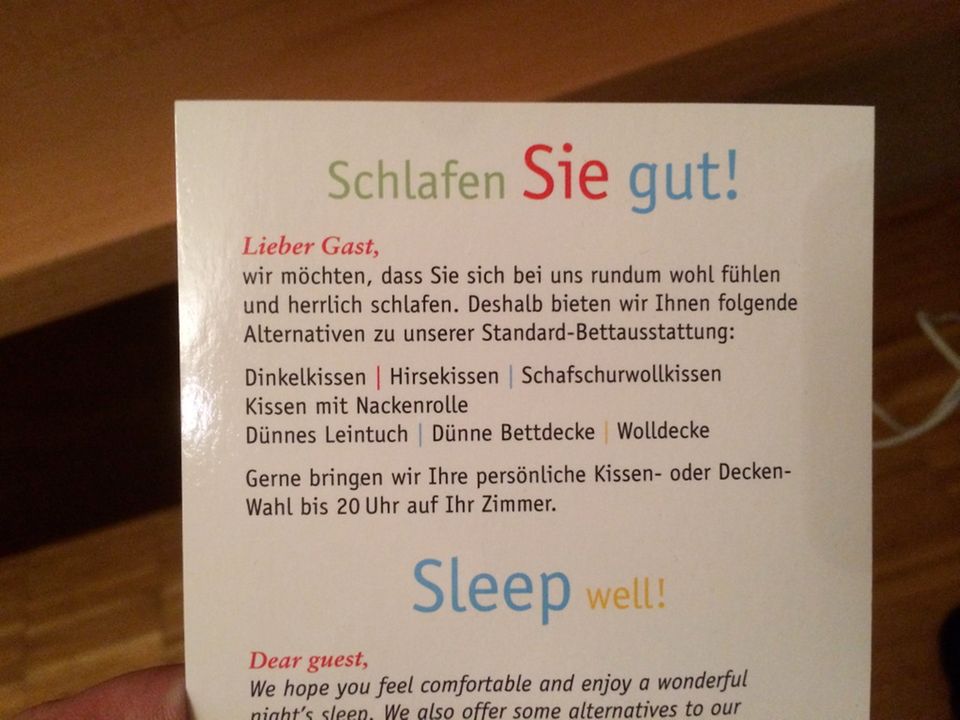 Schlafen Sie gut!
Lieber Gast,
wir möchten, dass Sie sich bei uns rundum wohl fühlen
und herrlich schlafen. Deshalb bieten wir Ihnen folgende
Alternativen zu unserer Standard-Bettausstattung:
Dinkelkissen | Hirsekissen | Schafschurwollkissen
Kissen mit Nackenrolle
Dünnes Leintuch | Dünne Bettdecke | Wolldecke
Gerne bringen wir Ihre persönliche Kissen- oder Decken-
Wahl bis 20 Uhr auf Ihr Zimmer.
Sleep well!
Dear guest,
We hope you feel comfortable and enjoy a wonderful
night's sleep. We also offer some alternatives to our